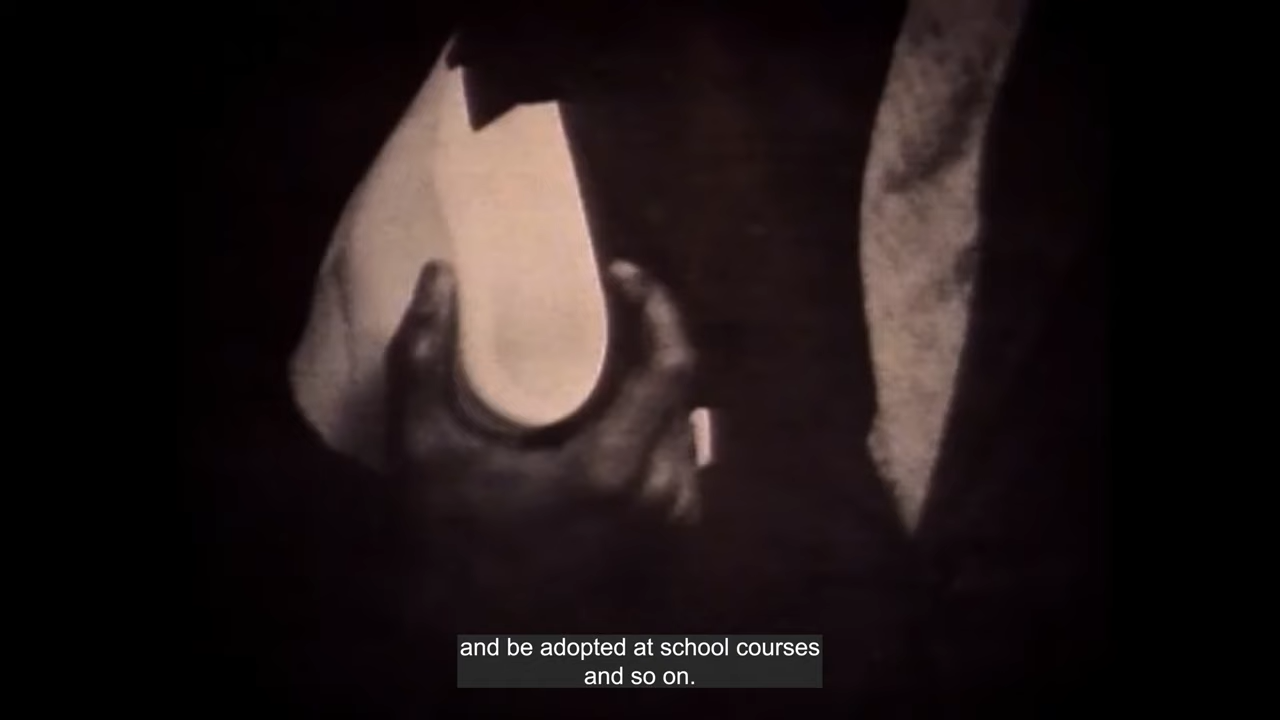 and be adopted at school courses
and so on.